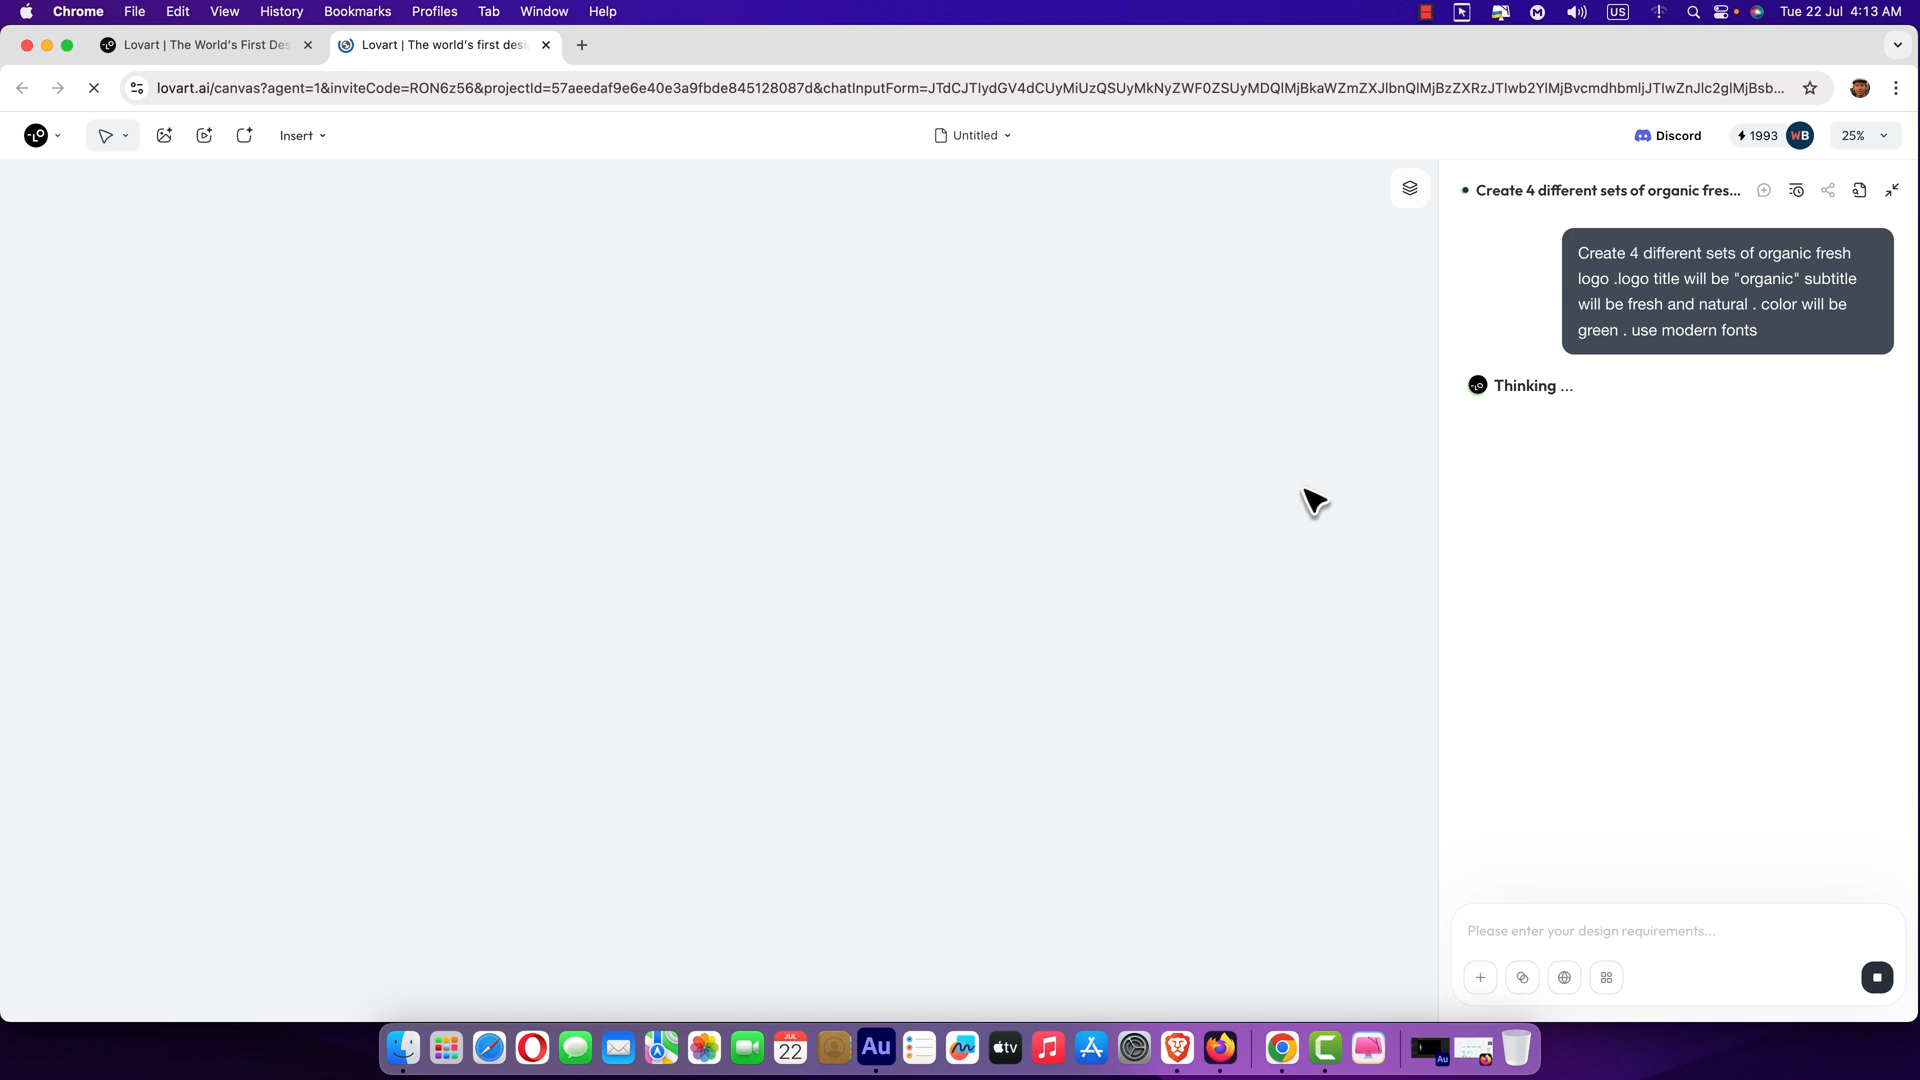 Chrome File Edit View History Bookmarks Profiles Tab Window Help
US
Tue 22 Jul 4:13 AM
Lovart | The World's First Des
Lovart | The world's first desi
lovart.ai/canvas?agent=1&inviteCode=RON6z56&projectId=57aeedaf9e6e40e3a9fbde845128087d&chatInputForm=JTdCJTIydGV4dCUyMiUzQSUyMkNyZWF0ZSUyMDQlMjBkaWZmZXJlbnQlMjBzZXRzJTIwb2YlMjBvcmdhbmljJTIwZnJlc2glMjBsb...
Insert
Untitled
Discord
1993
WB
25%
Create 4 different sets of organic fres...
Create 4 different sets of organic fresh
logo .logo title will be "organic" subtitle
will be fresh and natural . color will be
green . use modern fonts
Thinking ...
Please enter your design requirements...
JUL
22
Au
tv
Au